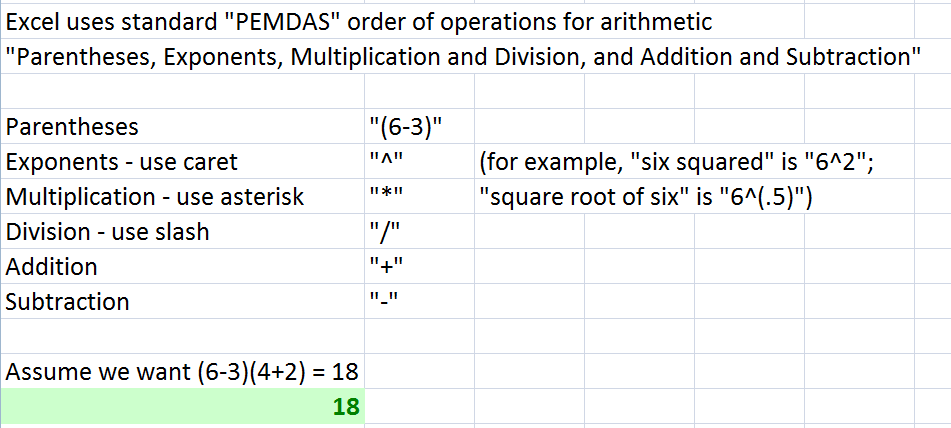 Excel uses standard "PEMDAS" order of operations for arithmetic
"Parentheses, Exponents, Multiplication and Division, and Addition and Subtraction"
Parentheses "(6-3)"
Exponents - use caret "^" (for example, "six squared" is "6^2";
Multiplication - use asterisk "*" "square root of six" is "6^(.5)")
Division - use slash "/"
Addition "+"
Subtraction "-"
Assume we want (6-3)(4+2) = 18
18